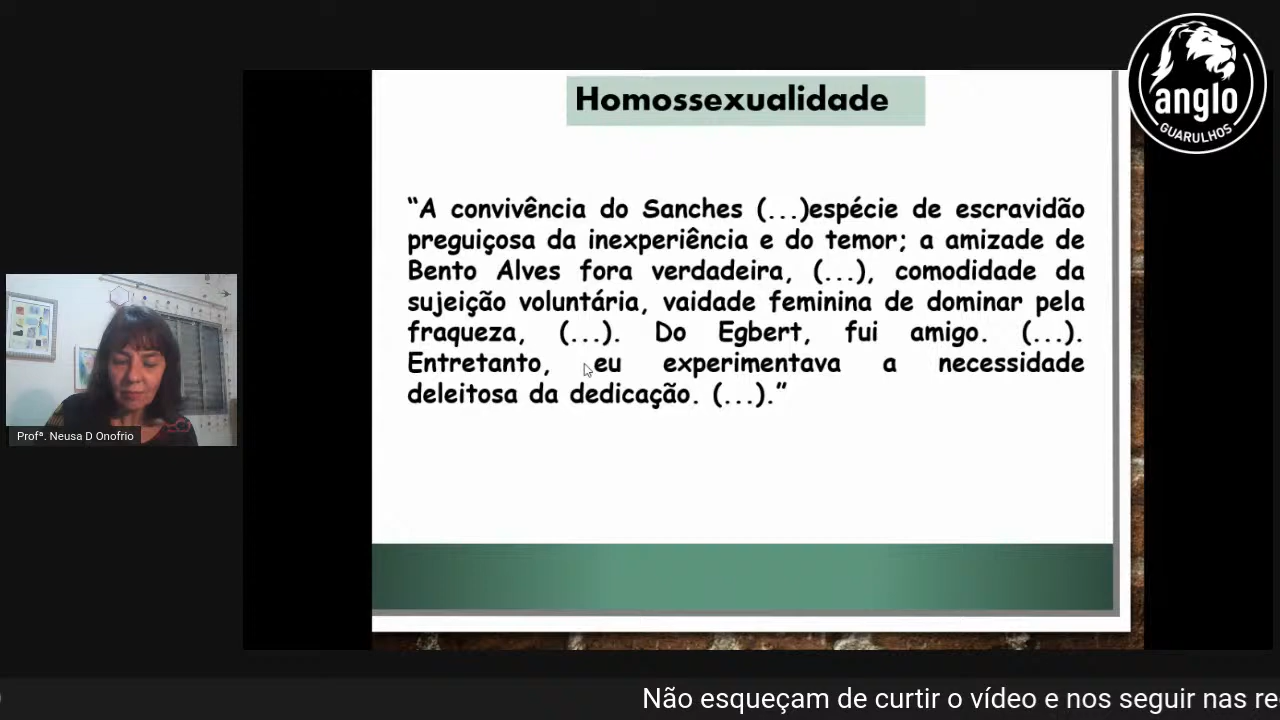 anglo
GUARULHOS
Homossexualidade
“A convivência do Sanches (...)espécie de escravidão
preguiçosa da inexperiência e do temor; a amizade de
Bento Alves fora verdadeira, (...), comodidade da
sujeição voluntária, vaidade feminina de dominar pela
fraqueza, (...). Do Egbert, fui amigo. (...).
Entretanto, eu experimentava a necessidade
deleitosa da dedicação. (...).”
Profª. Neusa D Onofrio
Não esqueçam de curtir o vídeo e nos seguir nas re